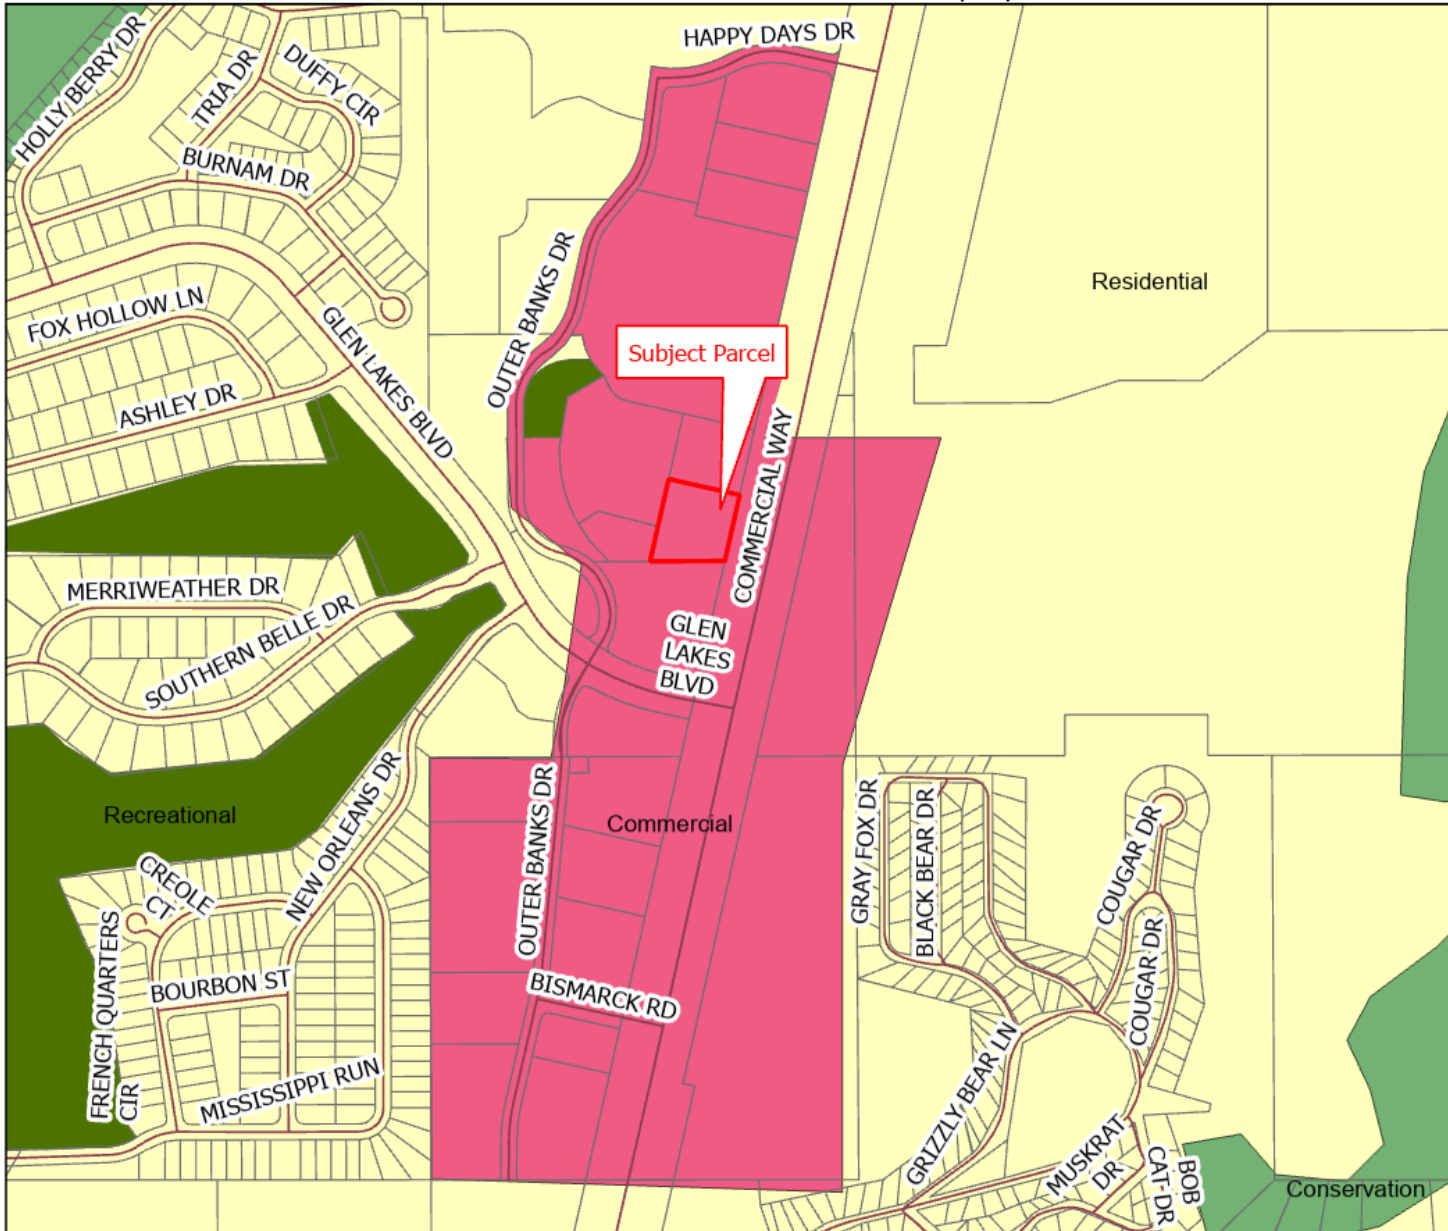 HAPPY DAYS DR
HOLLY BERRY DR
TRIA DR
DUFFY CIR
BURNAM DR
OUTER BANKS DR
Residential
FOX HOLLOW LN
GLEN LAKES BLVD
Subject Parcel
ASHLEY DR
COMMERCIAL WAY
MERRIWEATHER DR
SOUTHERN BELLE DR
GLEN
LAKES
BLVD
NEW ORLEANS DR
Recreational
OUTER BANKS DR
Commercial
GRAY FOX DR
BLACK BEAR DR
COUGAR DR
CREOLE
CT
FRENCH QUARTERS
CIR
BOURBON ST
BISMARCK RD
COUGAR DR
MISSISSIPPI RUN
GRIZZLY BEAR LN
MUSKRAT
DR
BOB
CAT DR
Conservation